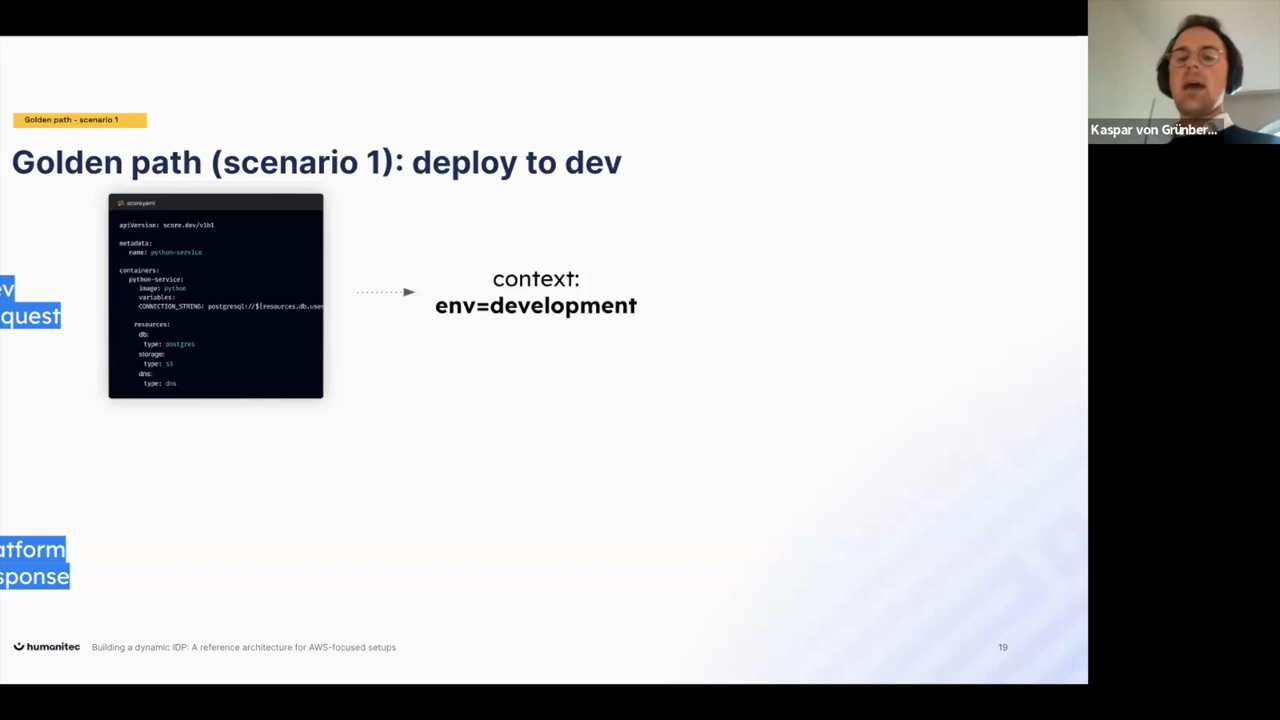 Golden path - scenario 1
Golden path (scenario 1): deploy to dev
score.yaml
apiVersion: score.dev/v1b1
metadata:
name: python-service
containers:
python-service:
image: python
variables:
CONNECTION_STRING: postgresql://${resources.db.user
resources:
db:
type: postgres
storage:
type: s3
dns:
type: dns
ev
quest
context:
env=development
atform
sponse
humanitec
Building a dynamic IDP: A reference architecture for AWS-focused setups
19
Kaspar von Grünber...